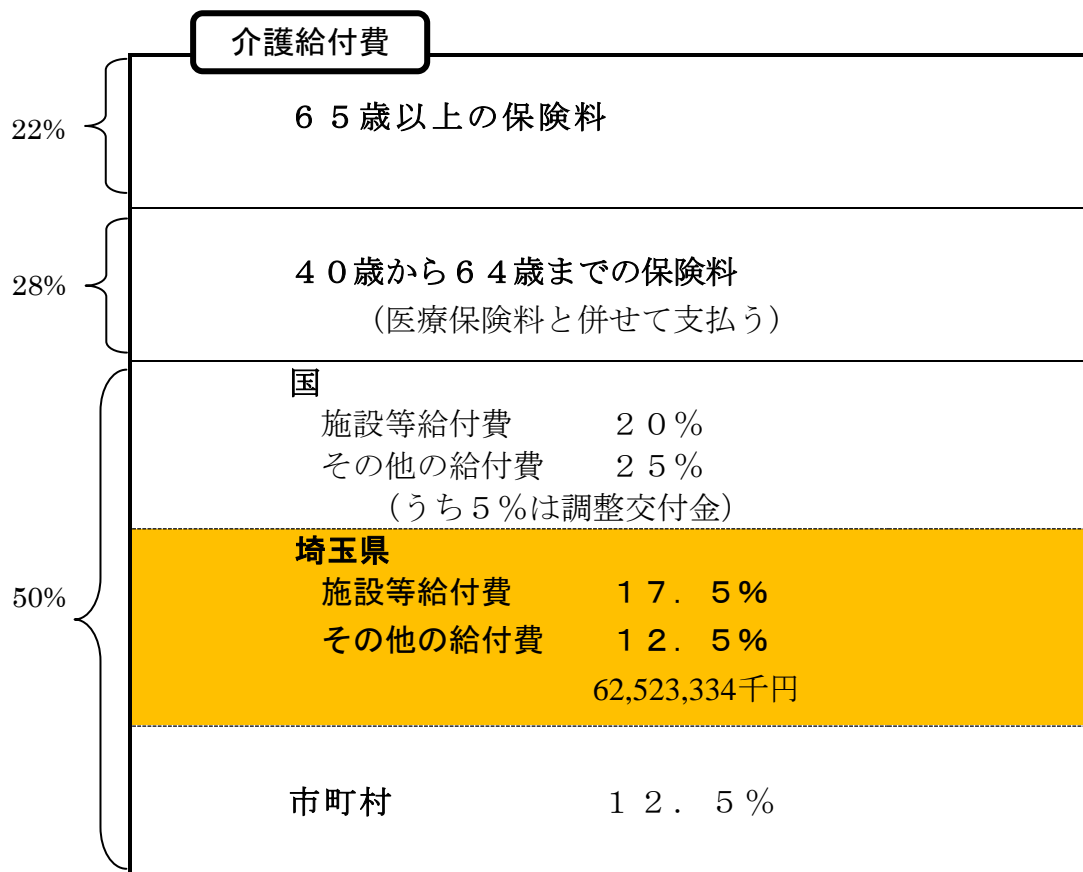 介護給付費
22%
６５歳以上の保険料
28%
４０歳から６４歳までの保険料
（医療保険料と併せて支払う）
50%
国
施設等給付費　２０％
その他の給付費　２５％
（うち５％は調整交付金）
埼玉県
施設等給付費　１７．５％
その他の給付費　１２．５％
62,523,334千円
市町村　１２．５％